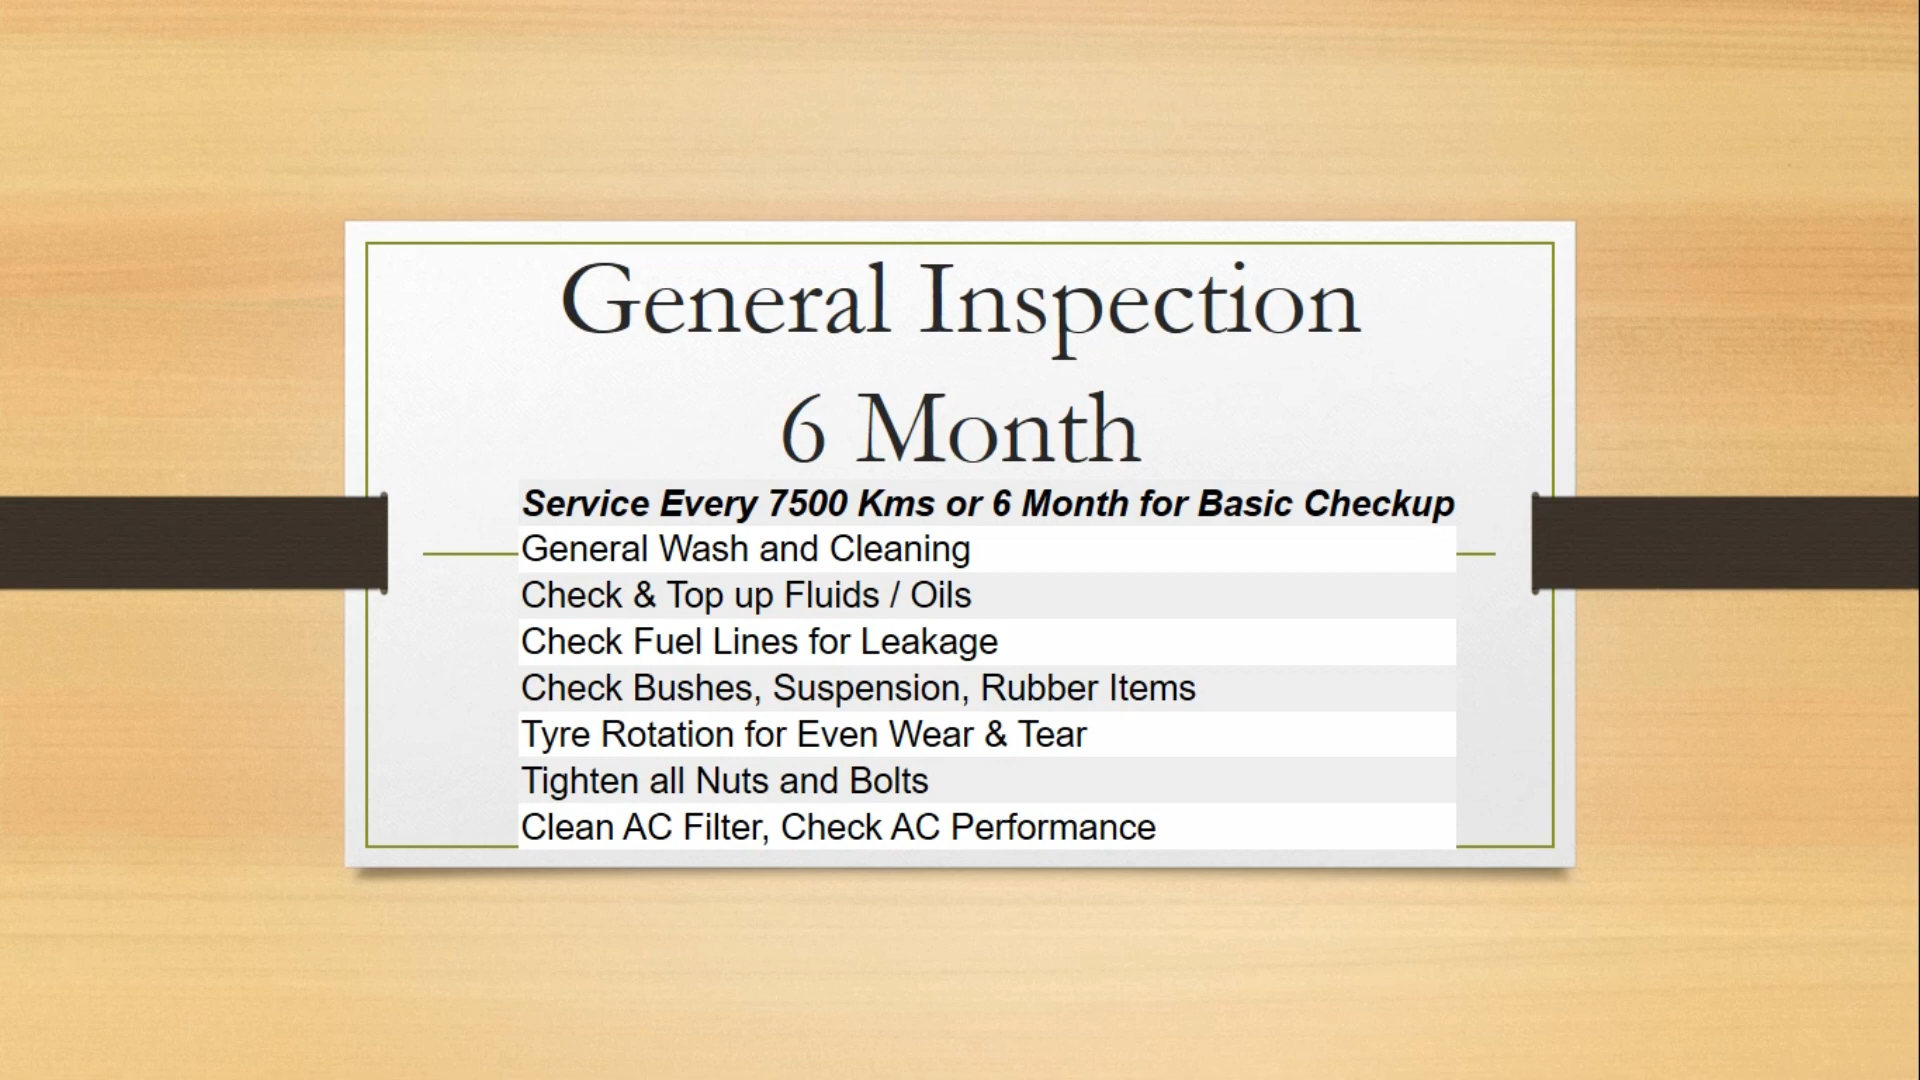 General Inspection
6 Month
Service Every 7500 Kms or 6 Month for Basic Checkup
General Wash and Cleaning
Check & Top up Fluids / Oils
Check Fuel Lines for Leakage
Check Bushes, Suspension, Rubber Items
Tyre Rotation for Even Wear & Tear
Tighten all Nuts and Bolts
Clean AC Filter, Check AC Performance